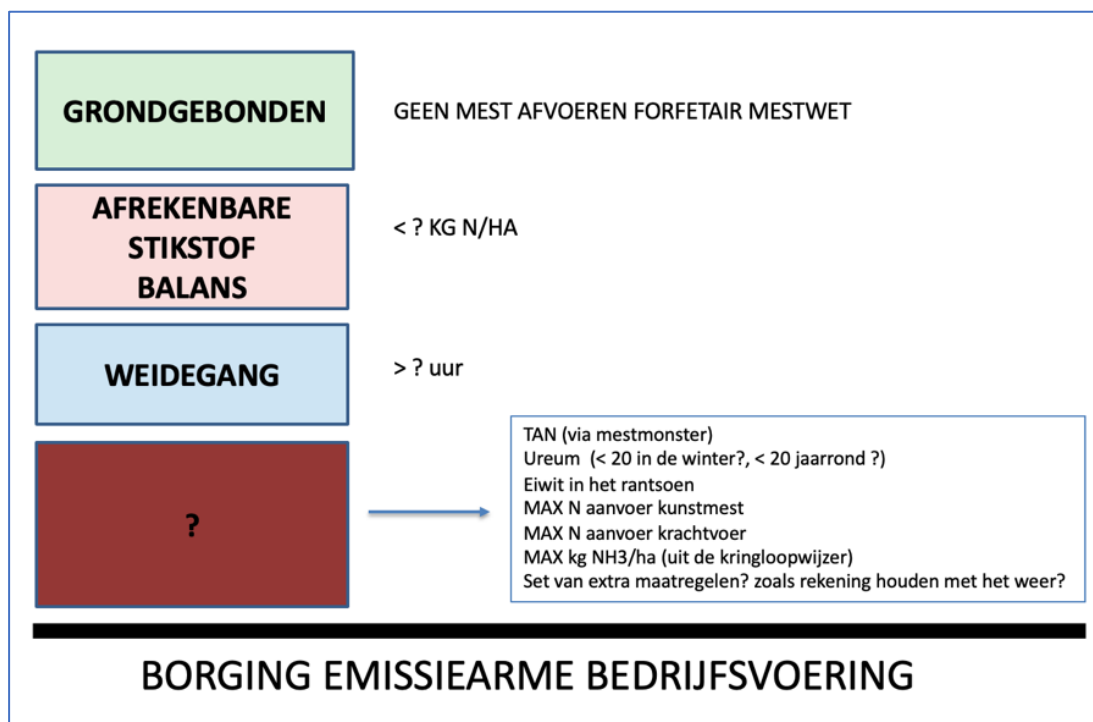 GRONDGEBONDEN
GEEN MEST AFVOEREN FORFETAIR MESTWET
AFREKENBARE
STIKSTOF
BALANS
< ? KG N/HA
WEIDEGANG
> ? uur
?
TAN (via mestmonster)
Ureum (< 20 in de winter?, < 20 jaarrond ?)
Eiwit in het rantsoen
MAX N aanvoer kunstmest
MAX N aanvoer krachtvoer
MAX kg NH3/ha (uit de kringloopwijzer)
Set van extra maatregelen? zoals rekening houden met het weer?
BORGING EMISSIEARME BEDRIJFSVOERING